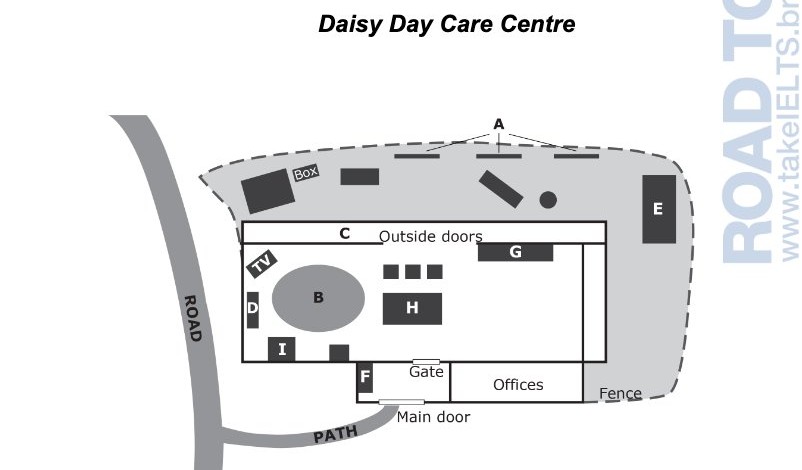 Daisy Day Care Centre
ROAD TO
www.takeIELTS.br
A
Box
E
C
Outside doors
G
TV
B
D
H
ROAD
I
F
Gate
Offices
Fence
Main door
PATH